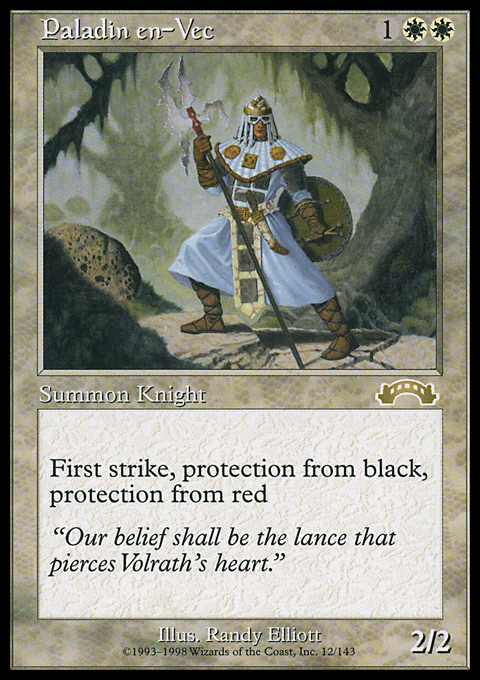 Paladin en-Vec 1
Summon Knight
First strike, protection from black,
protection from red
“Our belief shall be the lance that
pierces Volrath’s heart.”
Illus. Randy Elliott
©1993–1998 Wizards of the Coast, Inc. 12/143
2/2